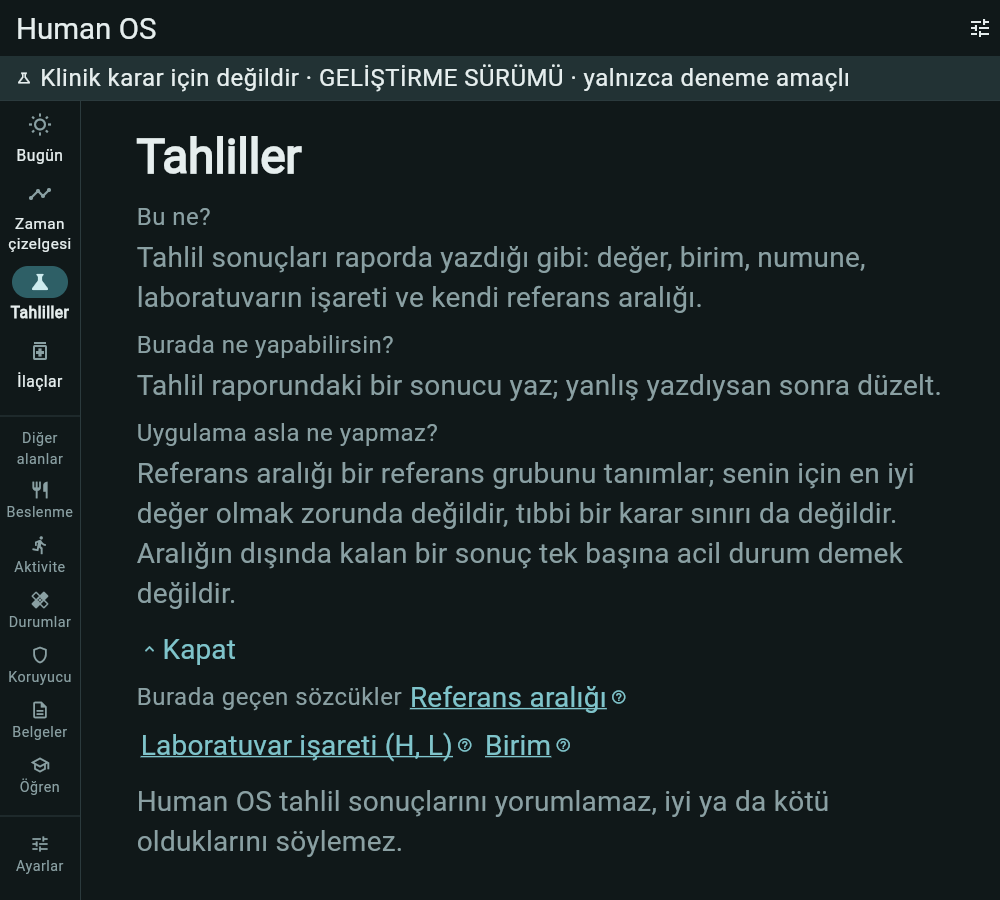 Human OS
Klinik karar için değildir · GELİŞTİRME SÜRÜMÜ · yalnızca deneme amaçlı
Bugün
Zaman
çizelgesi
Tahliller
İlaçlar
Diğer
alanlar
Beslenme
Aktivite
Durumlar
Koruyucu
Belgeler
Öğren
Ayarlar
Tahliller
Bu ne?
Tahlil sonuçları raporda yazdığı gibi: değer, birim, numune,
laboratuvarın işareti ve kendi referans aralığı.
Burada ne yapabilirsin?
Tahlil raporundaki bir sonucu yaz; yanlış yazdıysan sonra düzelt.
Uygulama asla ne yapmaz?
Referans aralığı bir referans grubunu tanımlar; senin için en iyi
değer olmak zorunda değildir, tıbbi bir karar sınırı da değildir.
Aralığın dışında kalan bir sonuç tek başına acil durum demek
değildir.
Kapat
Burada geçen sözcükler Referans aralığı
Laboratuvar işareti (H, L) Birim
Human OS tahlil sonuçlarını yorumlamaz, iyi ya da kötü
olduklarını söylemez.